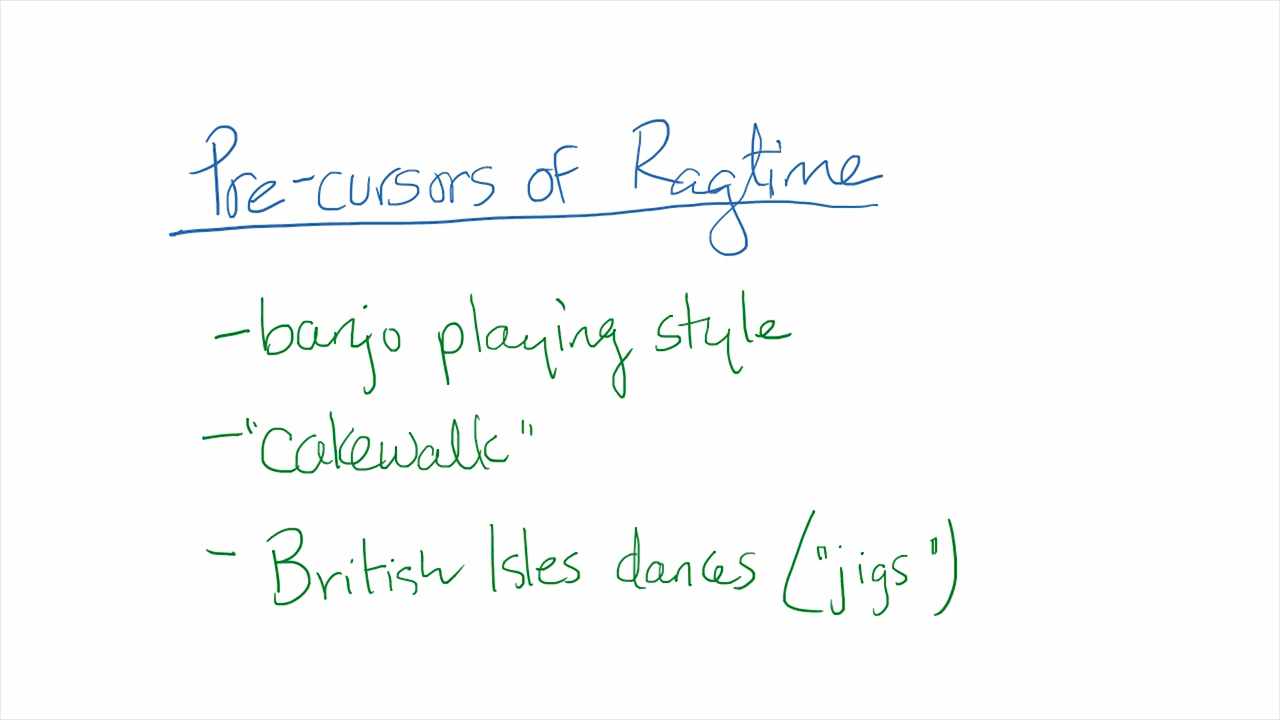 Pre-cursors of Ragtime
- banjo playing style
- "cakewalk"
- British Isles dances ("jigs")